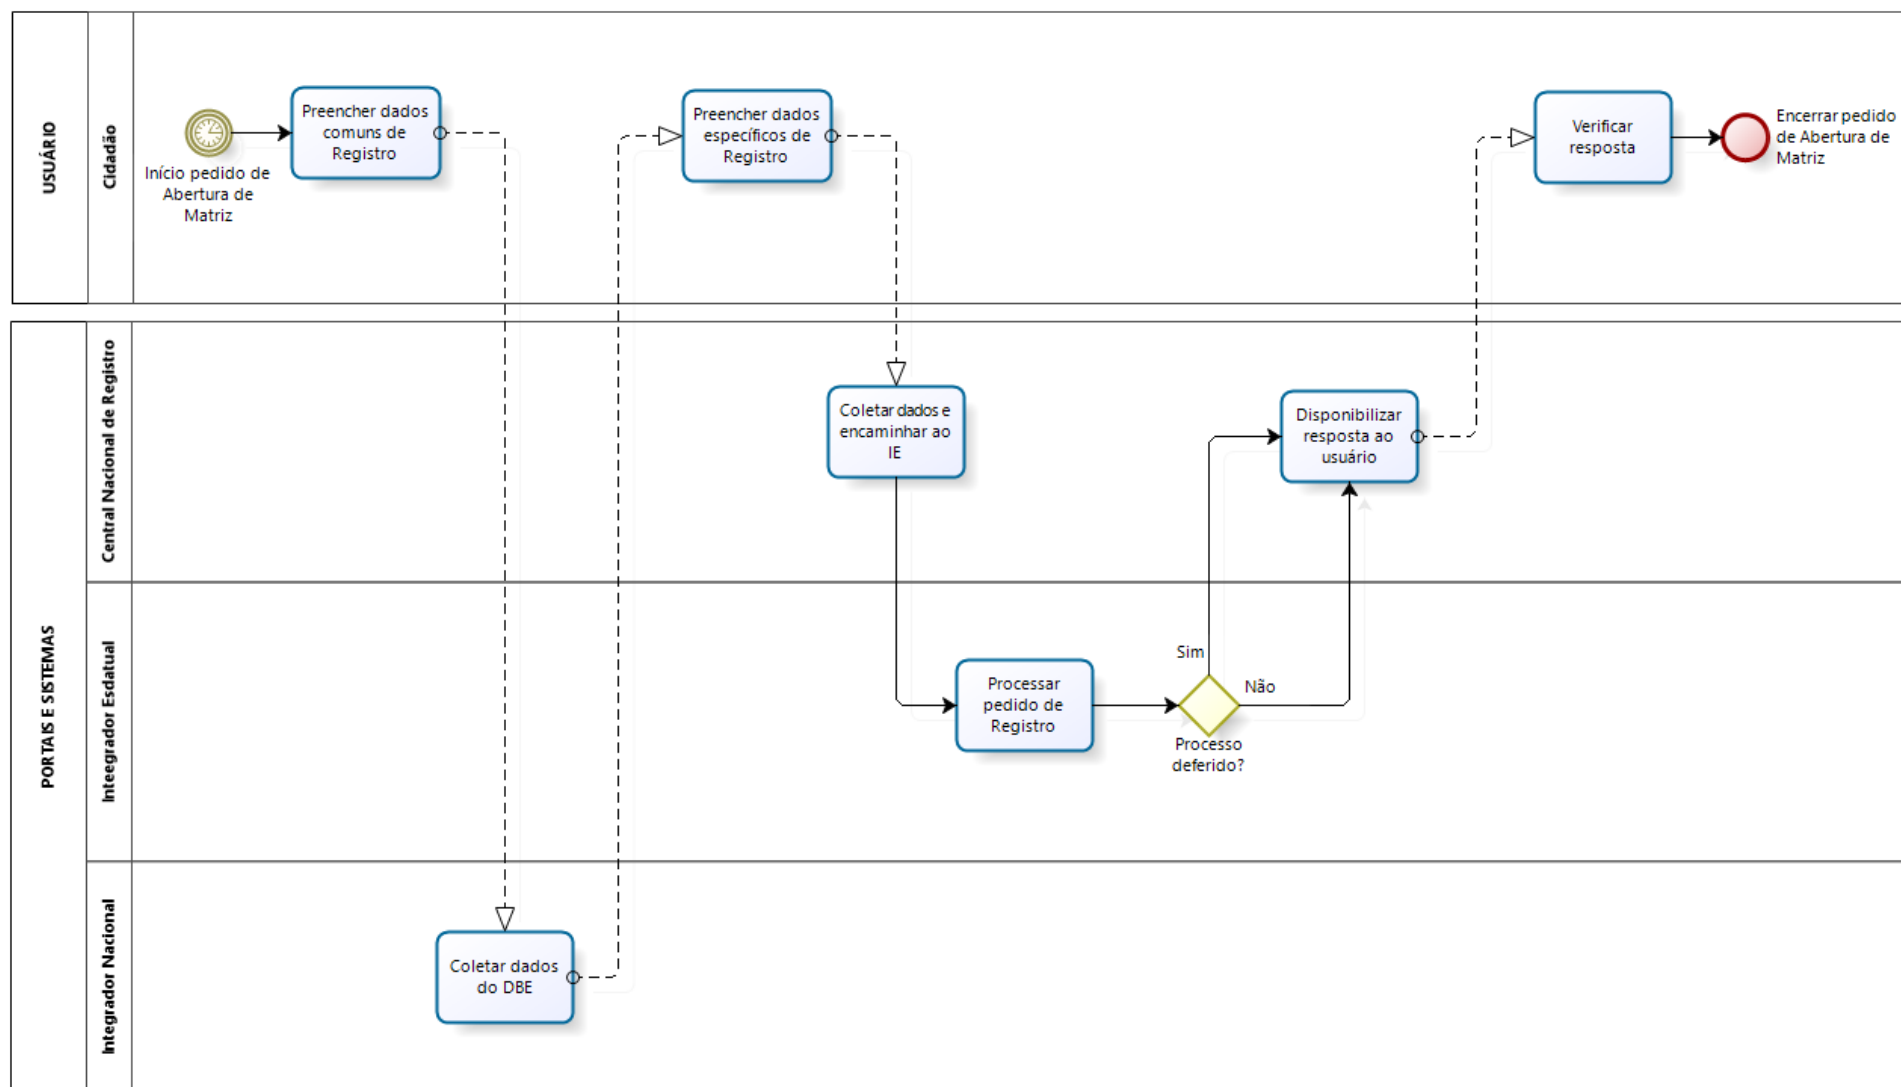 USUÁRIO
Cidadão
Início pedido de
Abertura de
Matriz
Preencher dados
comuns de
Registro
Preencher dados
específicos de
Registro
Verificar
resposta
Encerrar pedido
de Abertura de
Matriz
PORTAIS E SISTEMAS
Central Nacional de Registro
Coletar dados e
encaminhar ao
IE
Disponibilizar
resposta ao
usuário
Inteegrador Esdatual
Processar
pedido de
Registro
Sim
Não
Processo
deferido?
Integrador Nacional
Coletar dados
do DBE